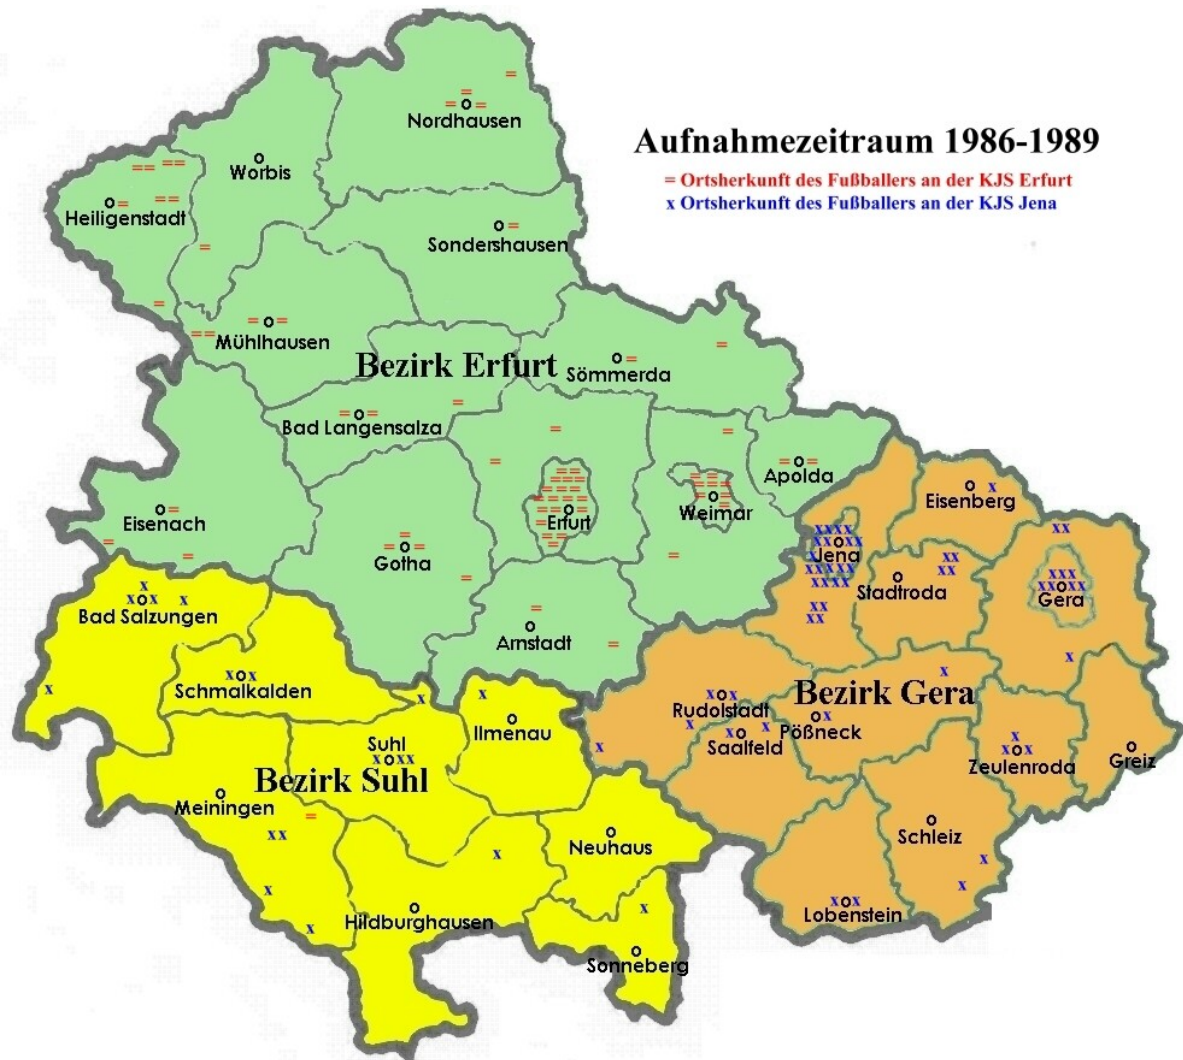 Nordhausen
Aufnahmezeitraum 1986-1989
Worbis
= Ortsherkunft des Fußballers an der KJS Erfurt
x Ortsherkunft des Fußballers an der KJS Jena
Heiligenstadt
Sondershausen
Mühlhausen
Bezirk Erfurt
Sömmerda
Bad Langensalza
Apolda
Eisenach
Erfurt
Weimar
Eisenberg
Gotha
Jena
Stadtroda
Gera
Bad Salzungen
Arnstadt
Schmalkalden
Bezirk Gera
Rudolstadt
Ilmenau
Pößneck
Saalfeld
Suhl
Zeulenroda
Greiz
Bezirk Suhl
Meiningen
Schleiz
Neuhaus
Hildburghausen
Lobenstein
Sonneberg